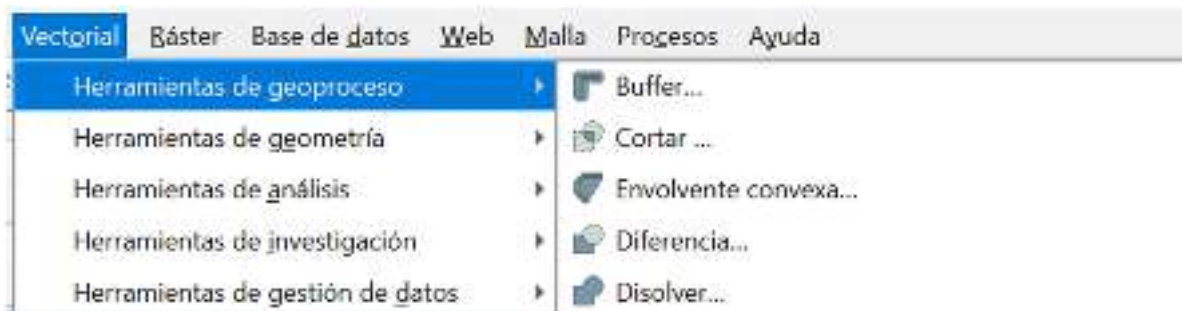 Vectorial Ráster Base de datos Web Malla Procesos Ayuda
Herramientas de geoproceso
Buffer...
Herramientas de geometría
Cortar ...
Herramientas de análisis
Envolvente convexa...
Herramientas de investigación
Diferencia...
Herramientas de gestión de datos
Disolver...